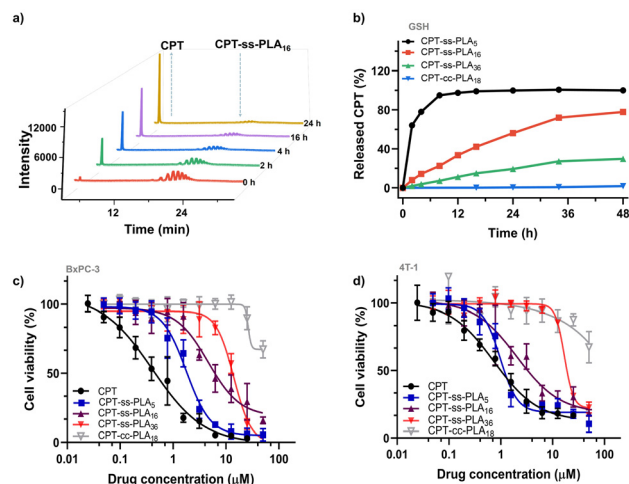 a)
CPT
CPT-ss-PLA16
Intensity
12000
6000
0
24 h
16 h
4 h
2 h
0 h
12
24
Time (min)
b)
GSH
CPT-ss-PLA5
CPT-ss-PLA16
CPT-ss-PLA36
CPT-cc-PLA18
Released CPT (%)
120
80
40
0
0
12
24
36
48
Time (h)
c)
BxPC-3
Cell viability (%)
100
50
0
CPT
CPT-ss-PLA5
CPT-ss-PLA16
CPT-ss-PLA36
CPT-cc-PLA18
0.01
0.1
1
10
100
Drug concentration (μM)
d)
4T-1
Cell viability (%)
100
50
0
CPT
CPT-ss-PLA5
CPT-ss-PLA16
CPT-ss-PLA36
CPT-cc-PLA18
0.01
0.1
1
10
100
Drug concentration (μM)